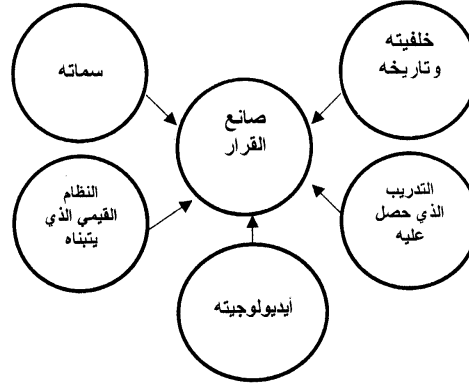 خلفيته
وتاريخه
سماته
صانع
القرار
التدريب
الذي حصل
عليه
النظام
القيمي الذي
يتبناه
أيديولوجيته